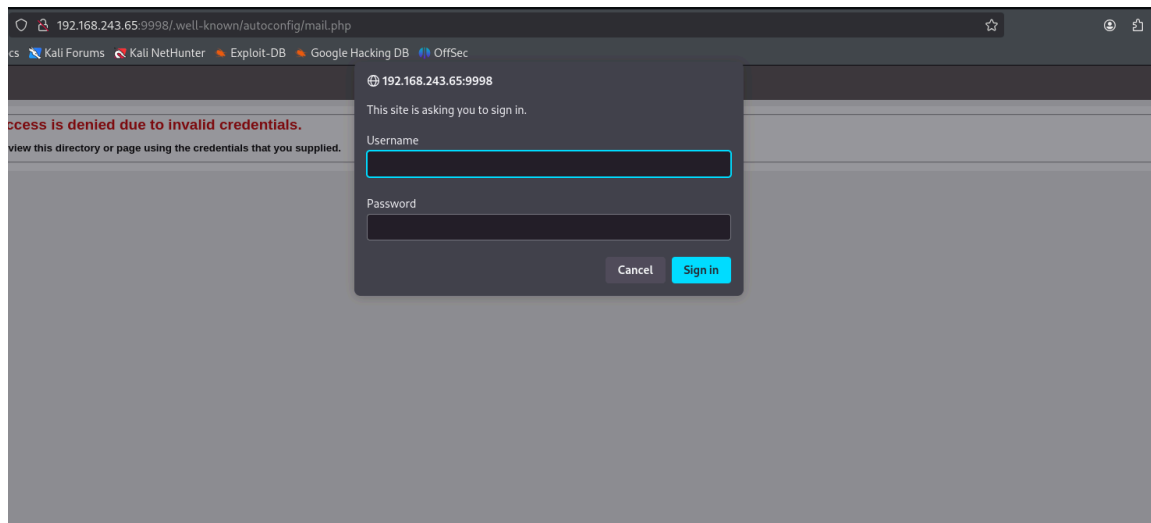 192.168.243.65:9998/.well-known/autoconfig/mail.php
cs Kali Forums Kali NetHunter Exploit-DB Google Hacking DB OffSec
192.168.243.65:9998
This site is asking you to sign in.
ccess is denied due to invalid credentials.
view this directory or page using the credentials that you supplied.
Username
Password
Cancel Sign in